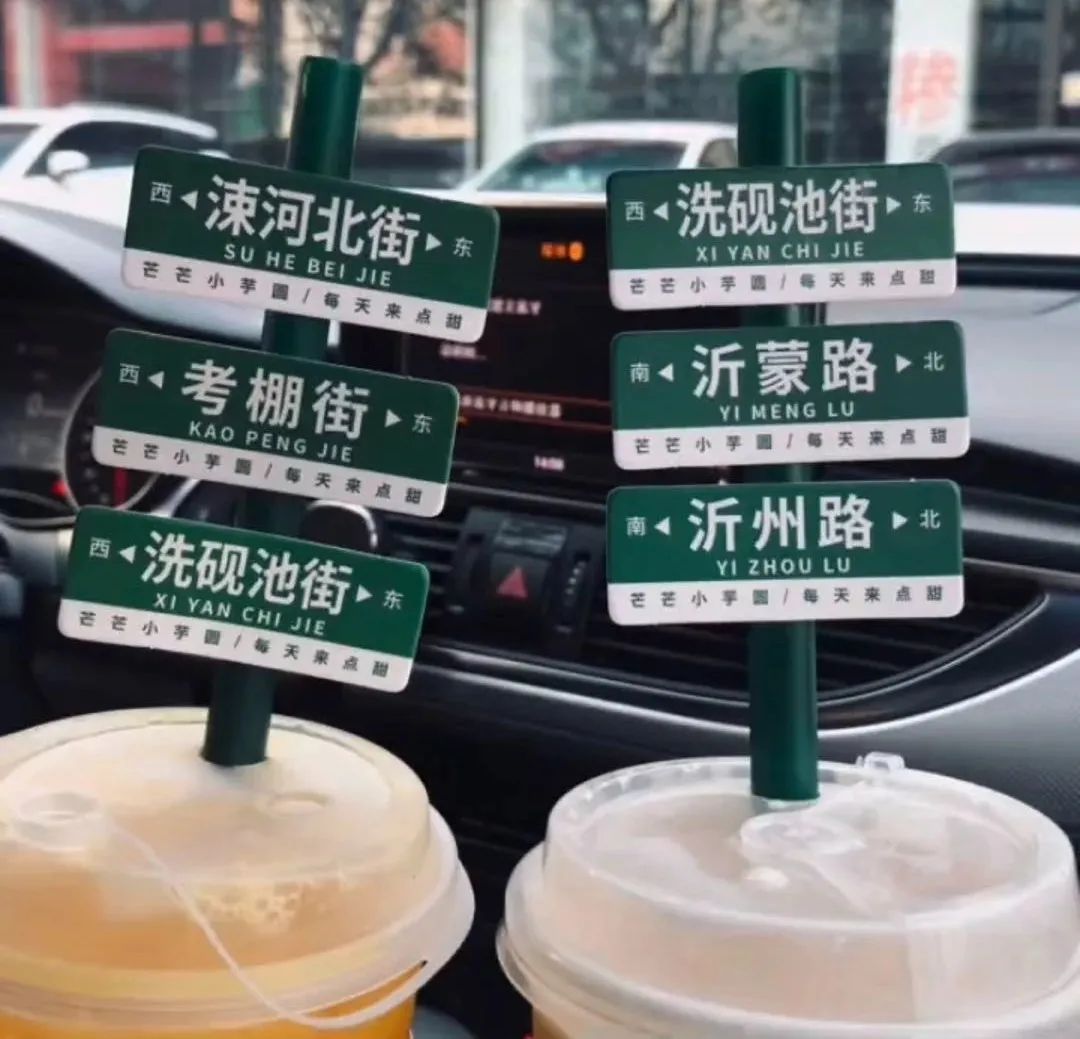 西 ◀ 涑河北街 ▶ 东
SU HE BEI JIE
芒芒小芋圆/每天来点甜
西 ◀ 考棚街 ▶ 东
KAO PENG JIE
芒芒小芋圆/每天来点甜
西 ◀ 洗砚池街 ▶ 东
XI YAN CHI JIE
芒芒小芋圆/每天来点甜
西 ◀ 洗砚池街 ▶ 东
XI YAN CHI JIE
芒芒小芋圆/每天来点甜
南 ◀ 沂蒙路 ▶ 北
YI MENG LU
芒芒小芋圆/每天来点甜
南 ◀ 沂州路 ▶ 北
YI ZHOU LU
芒芒小芋圆/每天来点甜